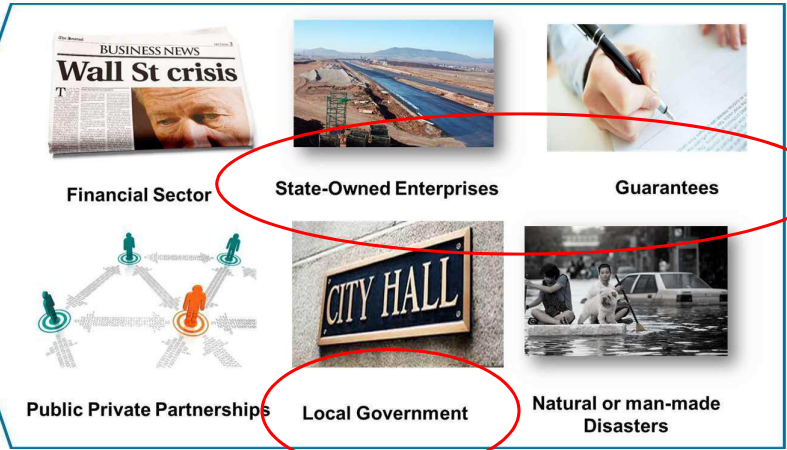 BUSINESS NEWS
Wall St crisis
Financial Sector
State-Owned Enterprises
Guarantees
CITY HALL
Public Private Partnerships
Local Government
Natural or man-made
Disasters